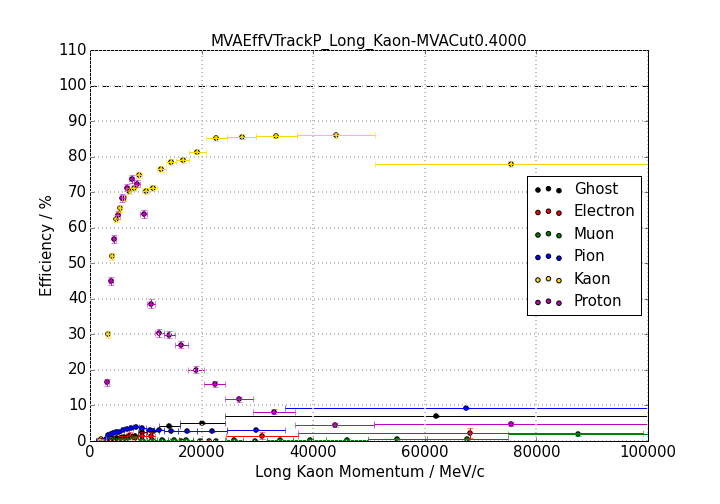 MVAEffVTrackP_Long_Kaon-MVACut0.4000
110
100
90
80
70
60
50
40
30
20
10
0
Efficiency / %
Ghost
Electron
Muon
Pion
Kaon
Proton
0 20000 40000 60000 80000 100000
Long Kaon Momentum / MeV/c